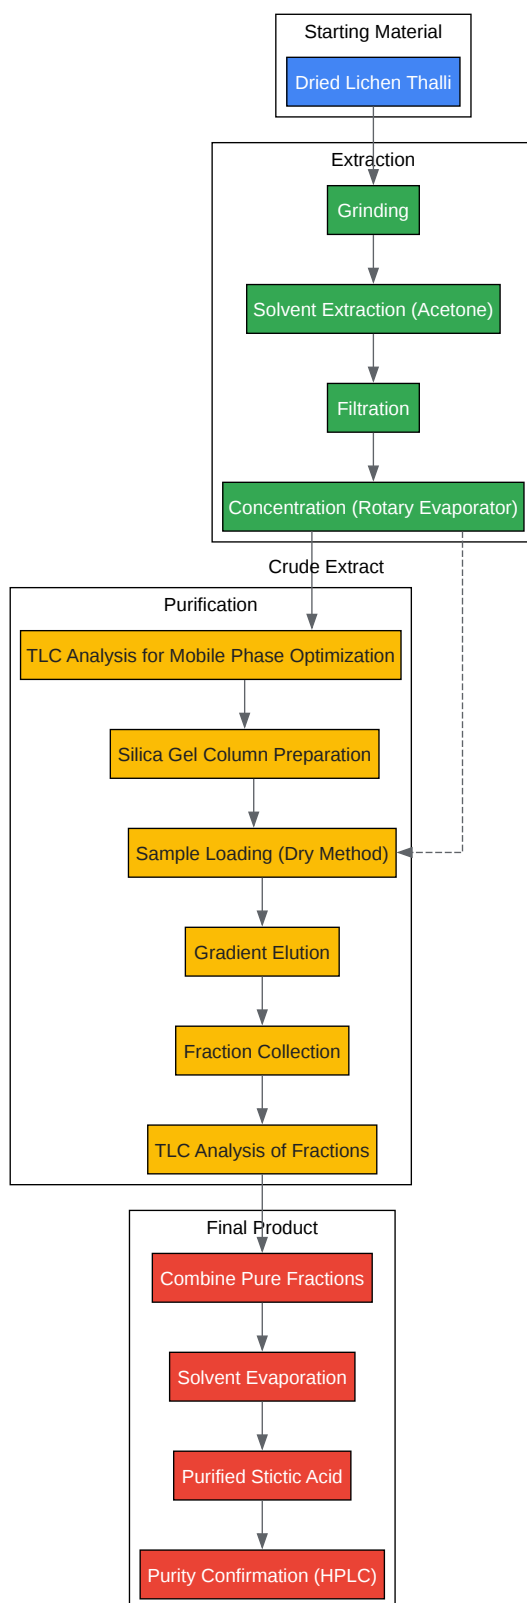 Starting Material
Dried Lichen Thalli
Extraction
Grinding
Solvent Extraction (Acetone)
Filtration
Concentration (Rotary Evaporator)
Crude Extract
Purification
TLC Analysis for Mobile Phase Optimization
Silica Gel Column Preparation
Sample Loading (Dry Method)
Gradient Elution
Fraction Collection
TLC Analysis of Fractions
Final Product
Combine Pure Fractions
Solvent Evaporation
Purified Stictic Acid
Purity Confirmation (HPLC)